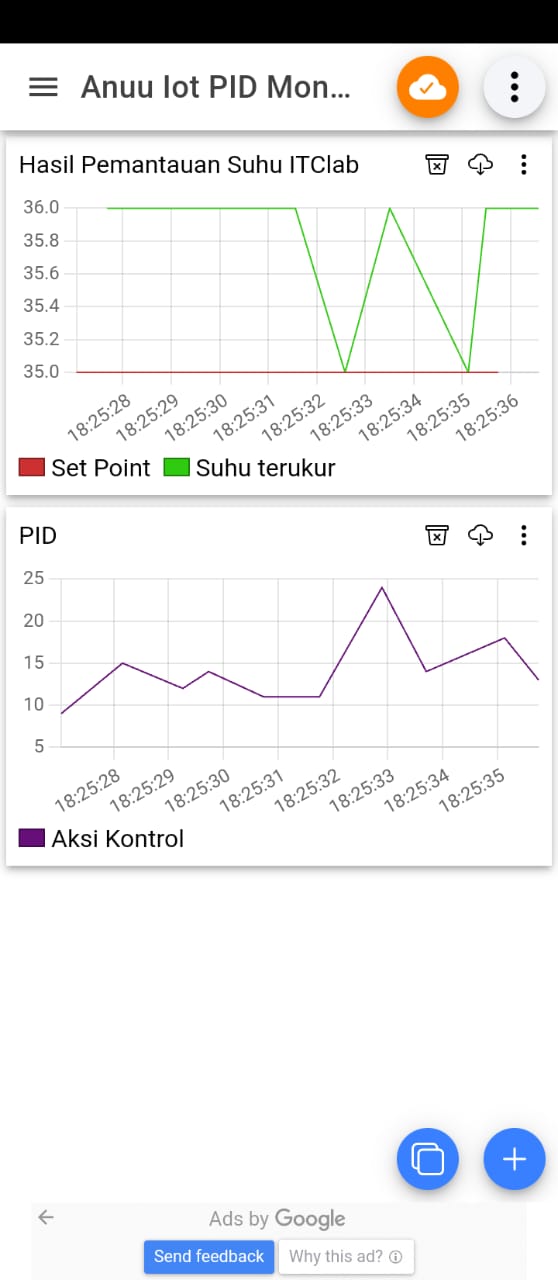 Anuu Iot PID Mon...
Hasil Pemantauan Suhu ITClab
36.0
35.8
35.6
35.4
35.2
35.0
18:25:28 18:25:29 18:25:30 18:25:31 18:25:32 18:25:33 18:25:34 18:25:35 18:25:36
Set Point Suhu terukur
PID
25
20
15
10
5
18:25:28 18:25:29 18:25:30 18:25:31 18:25:32 18:25:33 18:25:34 18:25:35
Aksi Kontrol
Ads by Google
Send feedback Why this ad?